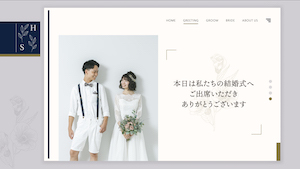 H
S
HOME GREETING COLUMN BRIDE ABOUT US
本日は私たちの結婚式へ
ご出席いただき
ありがとうございます